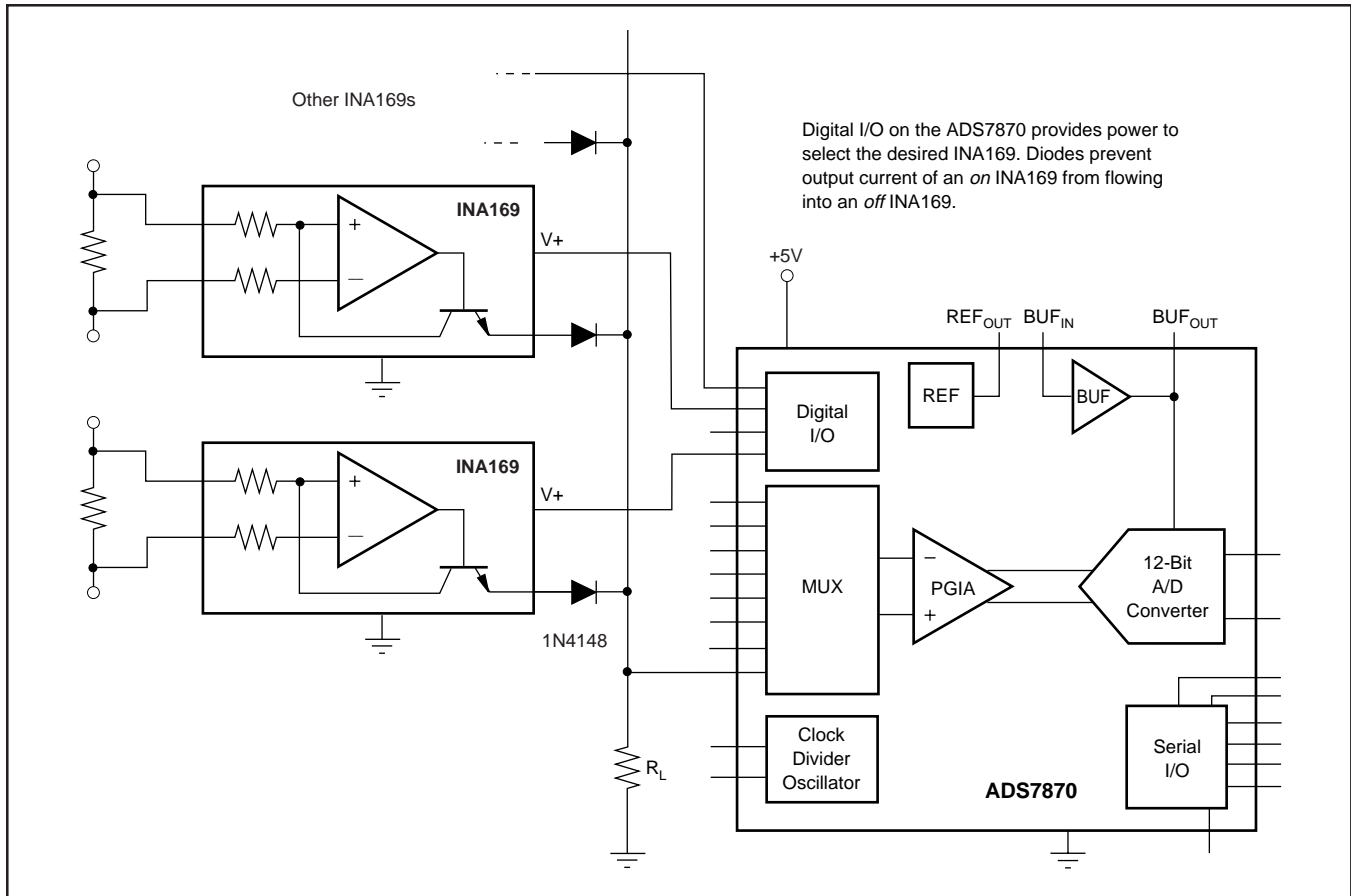 Other INA169s
Digital I/O on the ADS7870 provides power to
select the desired INA169. Diodes prevent
output current of an on INA169 from flowing
into an off INA169.
INA169
+
−
V+
+5V
REFOUT
BUFIN
BUFOUT
Digital
I/O
REF
BUF
INA169
+
−
V+
MUX
−
PGIA
+
12-Bit
A/D
Converter
1N4148
RL
Clock
Divider
Oscillator
Serial
I/O
ADS7870